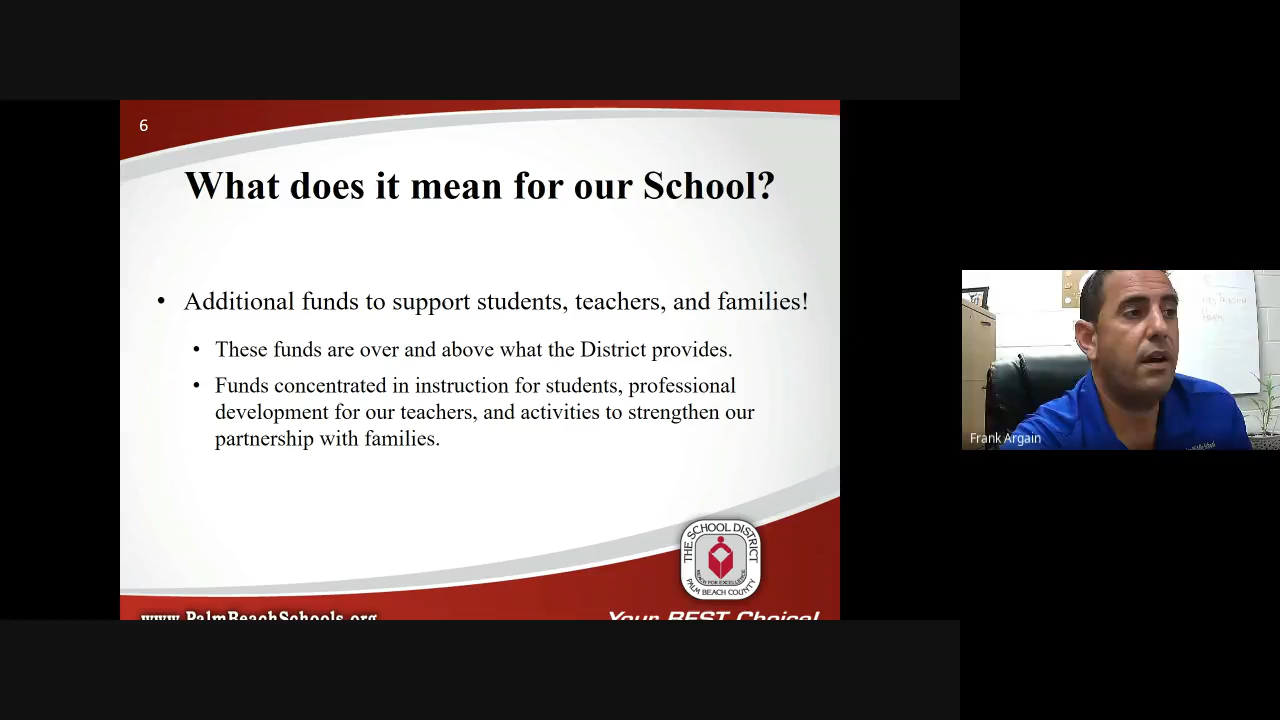 6
What does it mean for our School?
• Additional funds to support students, teachers, and families!
• These funds are over and above what the District provides.
• Funds concentrated in instruction for students, professional
development for our teachers, and activities to strengthen our
partnership with families.
THE SCHOOL DISTRICT
REACH FOR EXCELLENCE
PALM BEACH COUNTY
www.PalmBeachSchools.org
Your BEST Choice!
Frank Argain